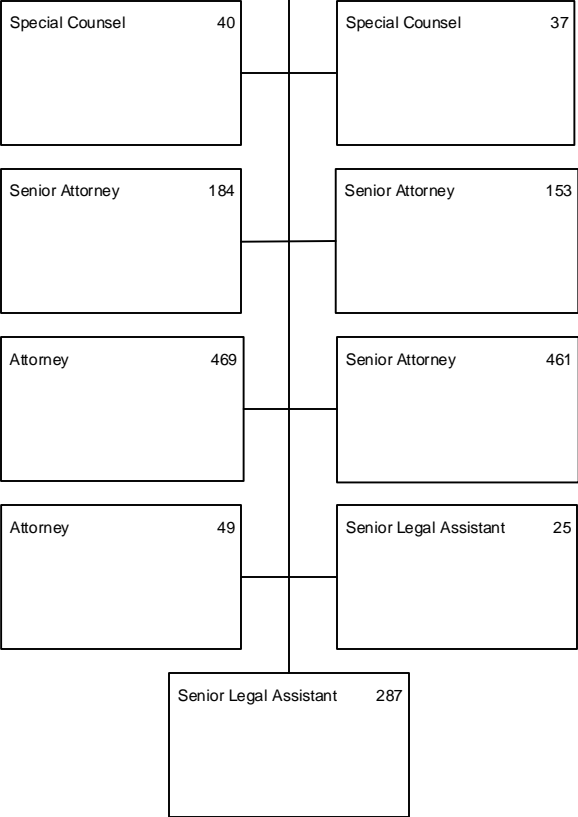 Special Counsel 40
Special Counsel 37
Senior Attorney 184
Senior Attorney 153
Attorney 469
Senior Attorney 461
Attorney 49
Senior Legal Assistant 25
Senior Legal Assistant 287